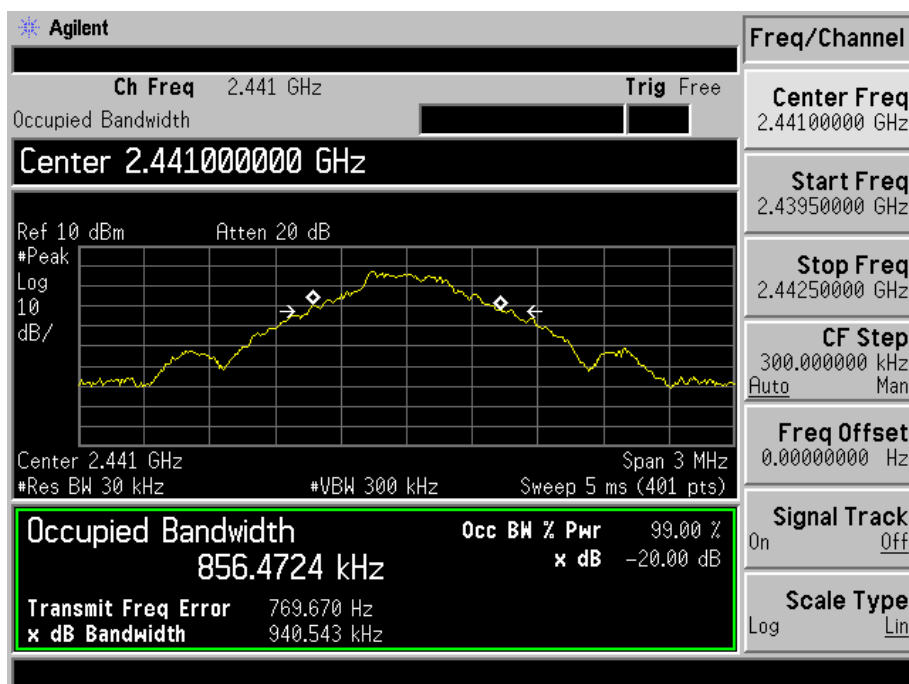 Agilent
Freq/Channel
Ch Freq 2.441 GHz Trig Free
Occupied Bandwidth
Center 2.441000000 GHz
Ref 10 dBm Atten 20 dB
#Peak
Log
10
dB/
Center 2.441 GHz Span 3 MHz
#Res BW 30 kHz #VBW 300 kHz Sweep 5 ms (401 pts)
Occupied Bandwidth Occ BW % Pwr 99.00 %
856.4724 kHz x dB -20.00 dB
Transmit Freq Error 769.670 Hz
x dB Bandwidth 940.543 kHz
Center Freq
2.44100000 GHz
Start Freq
2.43950000 GHz
Stop Freq
2.44250000 GHz
CF Step
300.000000 kHz
Auto Man
Freq Offset
0.00000000 Hz
Signal Track
On Off
Scale Type
Log Lin